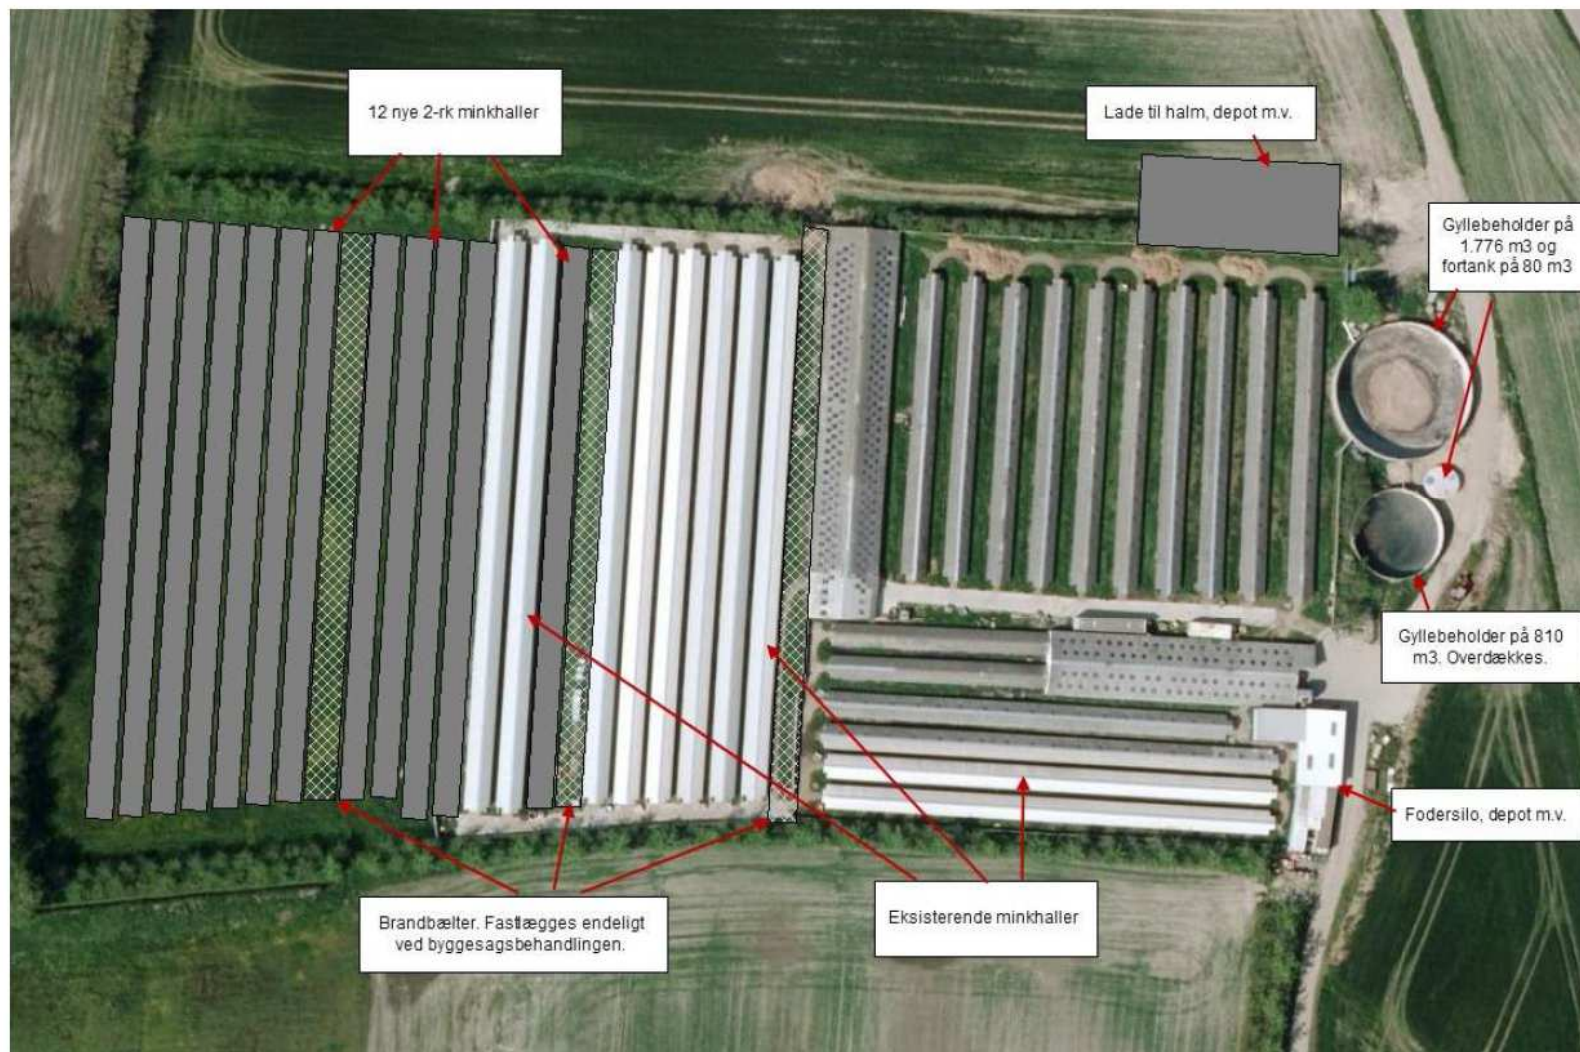 12 nye 2-rk minkhaller
Lade til halm, depot m.v.
Gyllebeholder på
1.776 m3 og
fortank på 80 m3
Gyllebeholder på 810
m3. Overdækkes.
Fodersilo, depot m.v.
Eksisterende minkhaller
Brandbælter. Fastlægges endeligt
ved byggesagsbehandlingen.